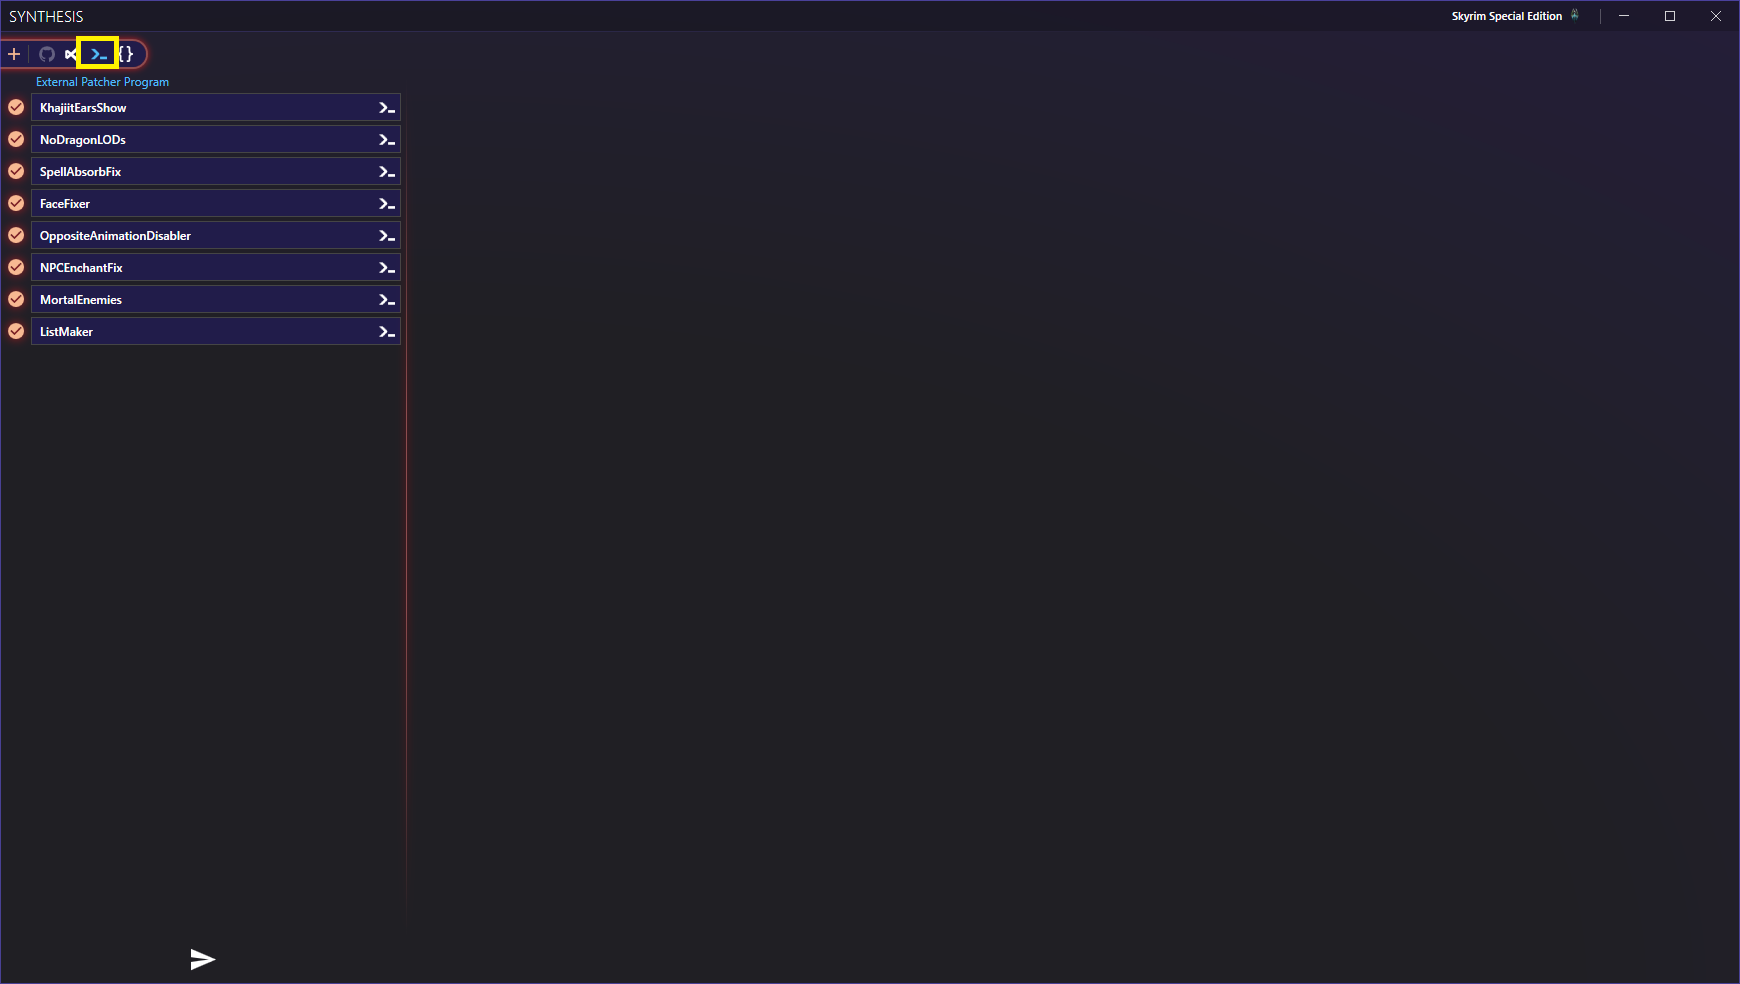 SYNTHESIS
Skyrim Special Edition
External Patcher Program
KhajiitEarsShow
NoDragonLODs
SpellAbsorbFix
FaceFixer
OppositeAnimationDisabler
NPCEnchantFix
MortalEnemies
ListMaker